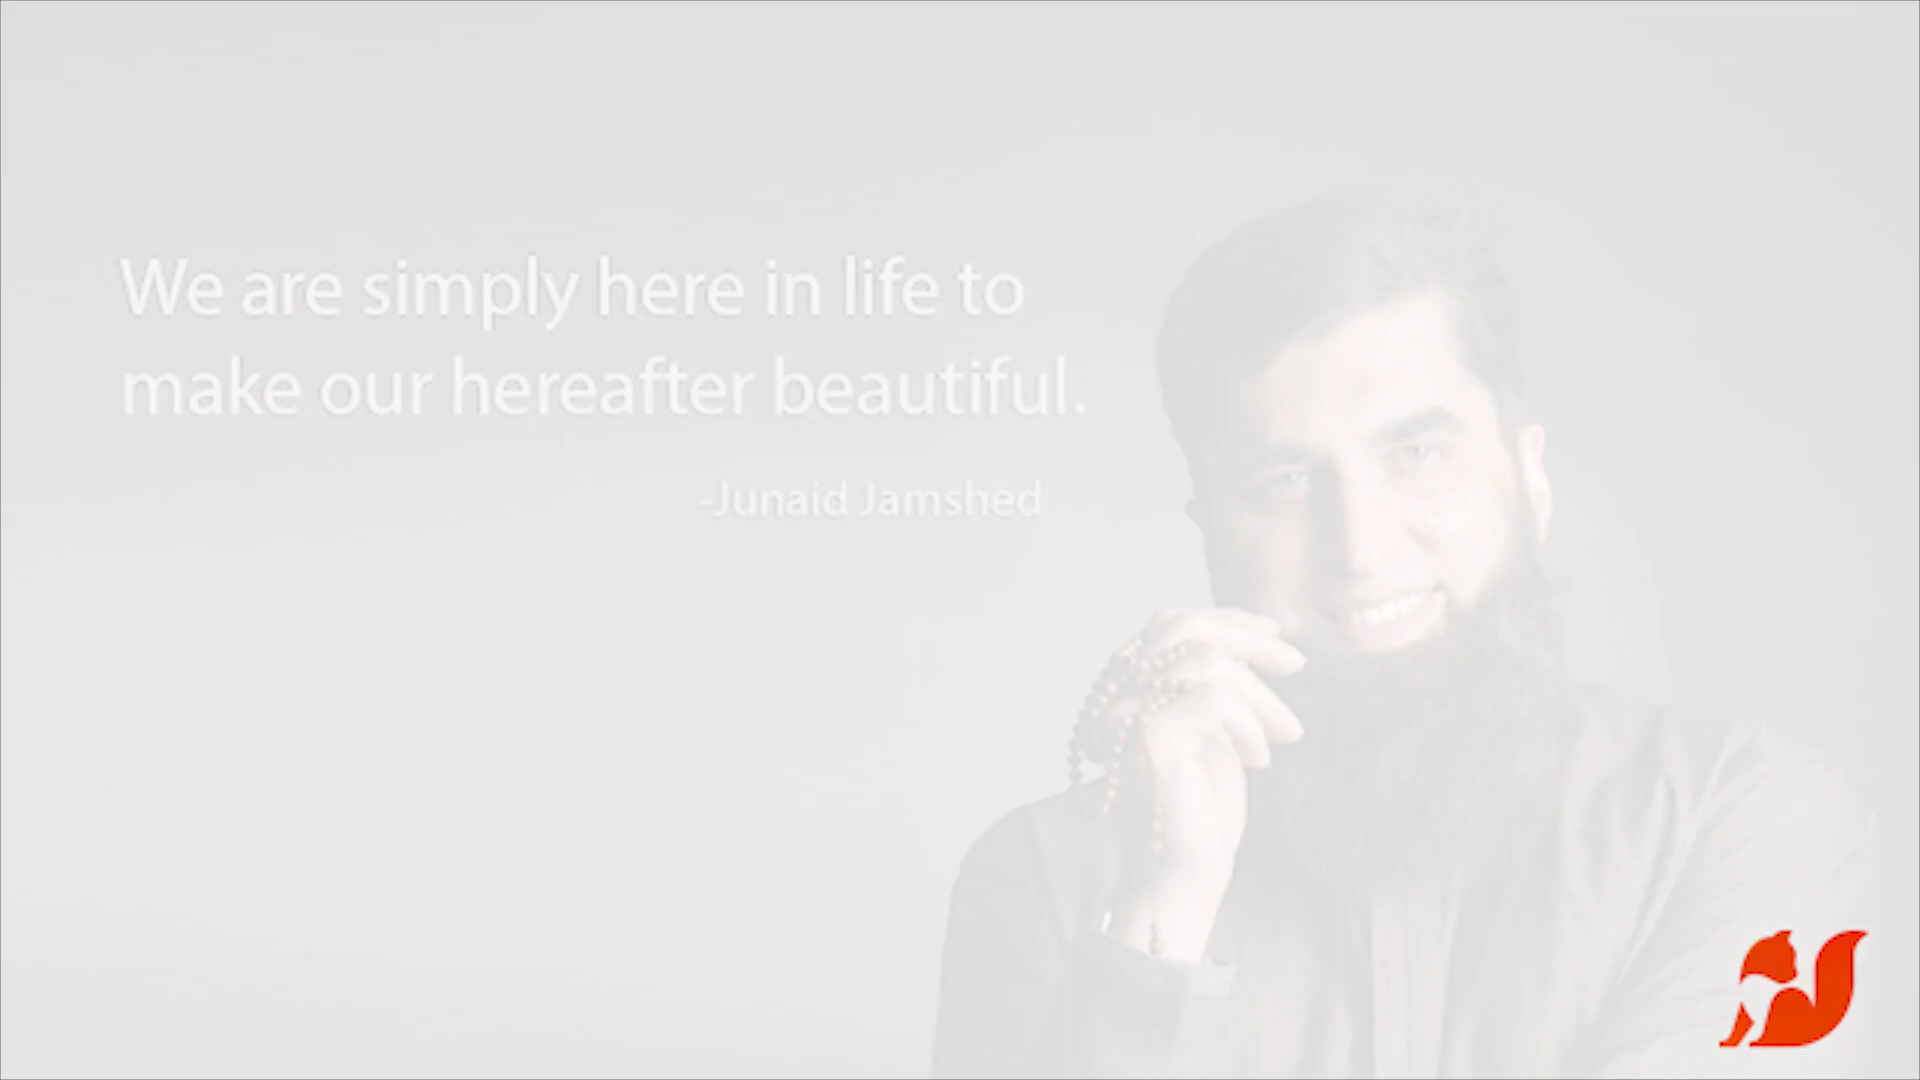 We are simply here in life to
make our hereafter beautiful.
-Junaid Jamshed